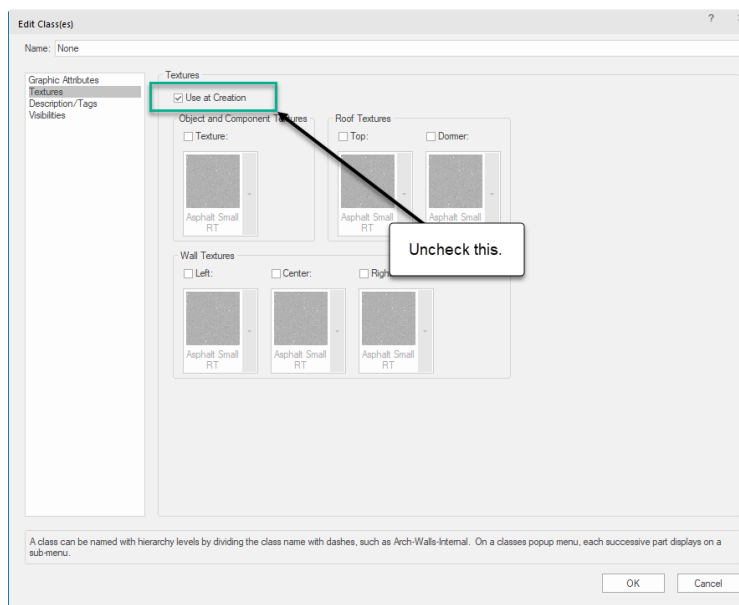 Edit Class(es)
?
Name: None
Graphic Attributes
Textures
Description/Tags
Visibilities
Textures
Use at Creation
Object and Component Textures
Texture:
Asphalt Small
RT
Roof Textures
Top:
Dormer:
Asphalt Small
RT
Asphalt Small
Uncheck this.
Wall Textures
Left:
Center:
Asphalt Small
RT
Asphalt Small
RT
Asphalt Small
RT
A class can be named with hierarchy levels by dividing the class name with dashes, such as Arch-Walls-Internal. On a classes popup menu, each successive part displays on a
sub-menu.
OK
Cancel